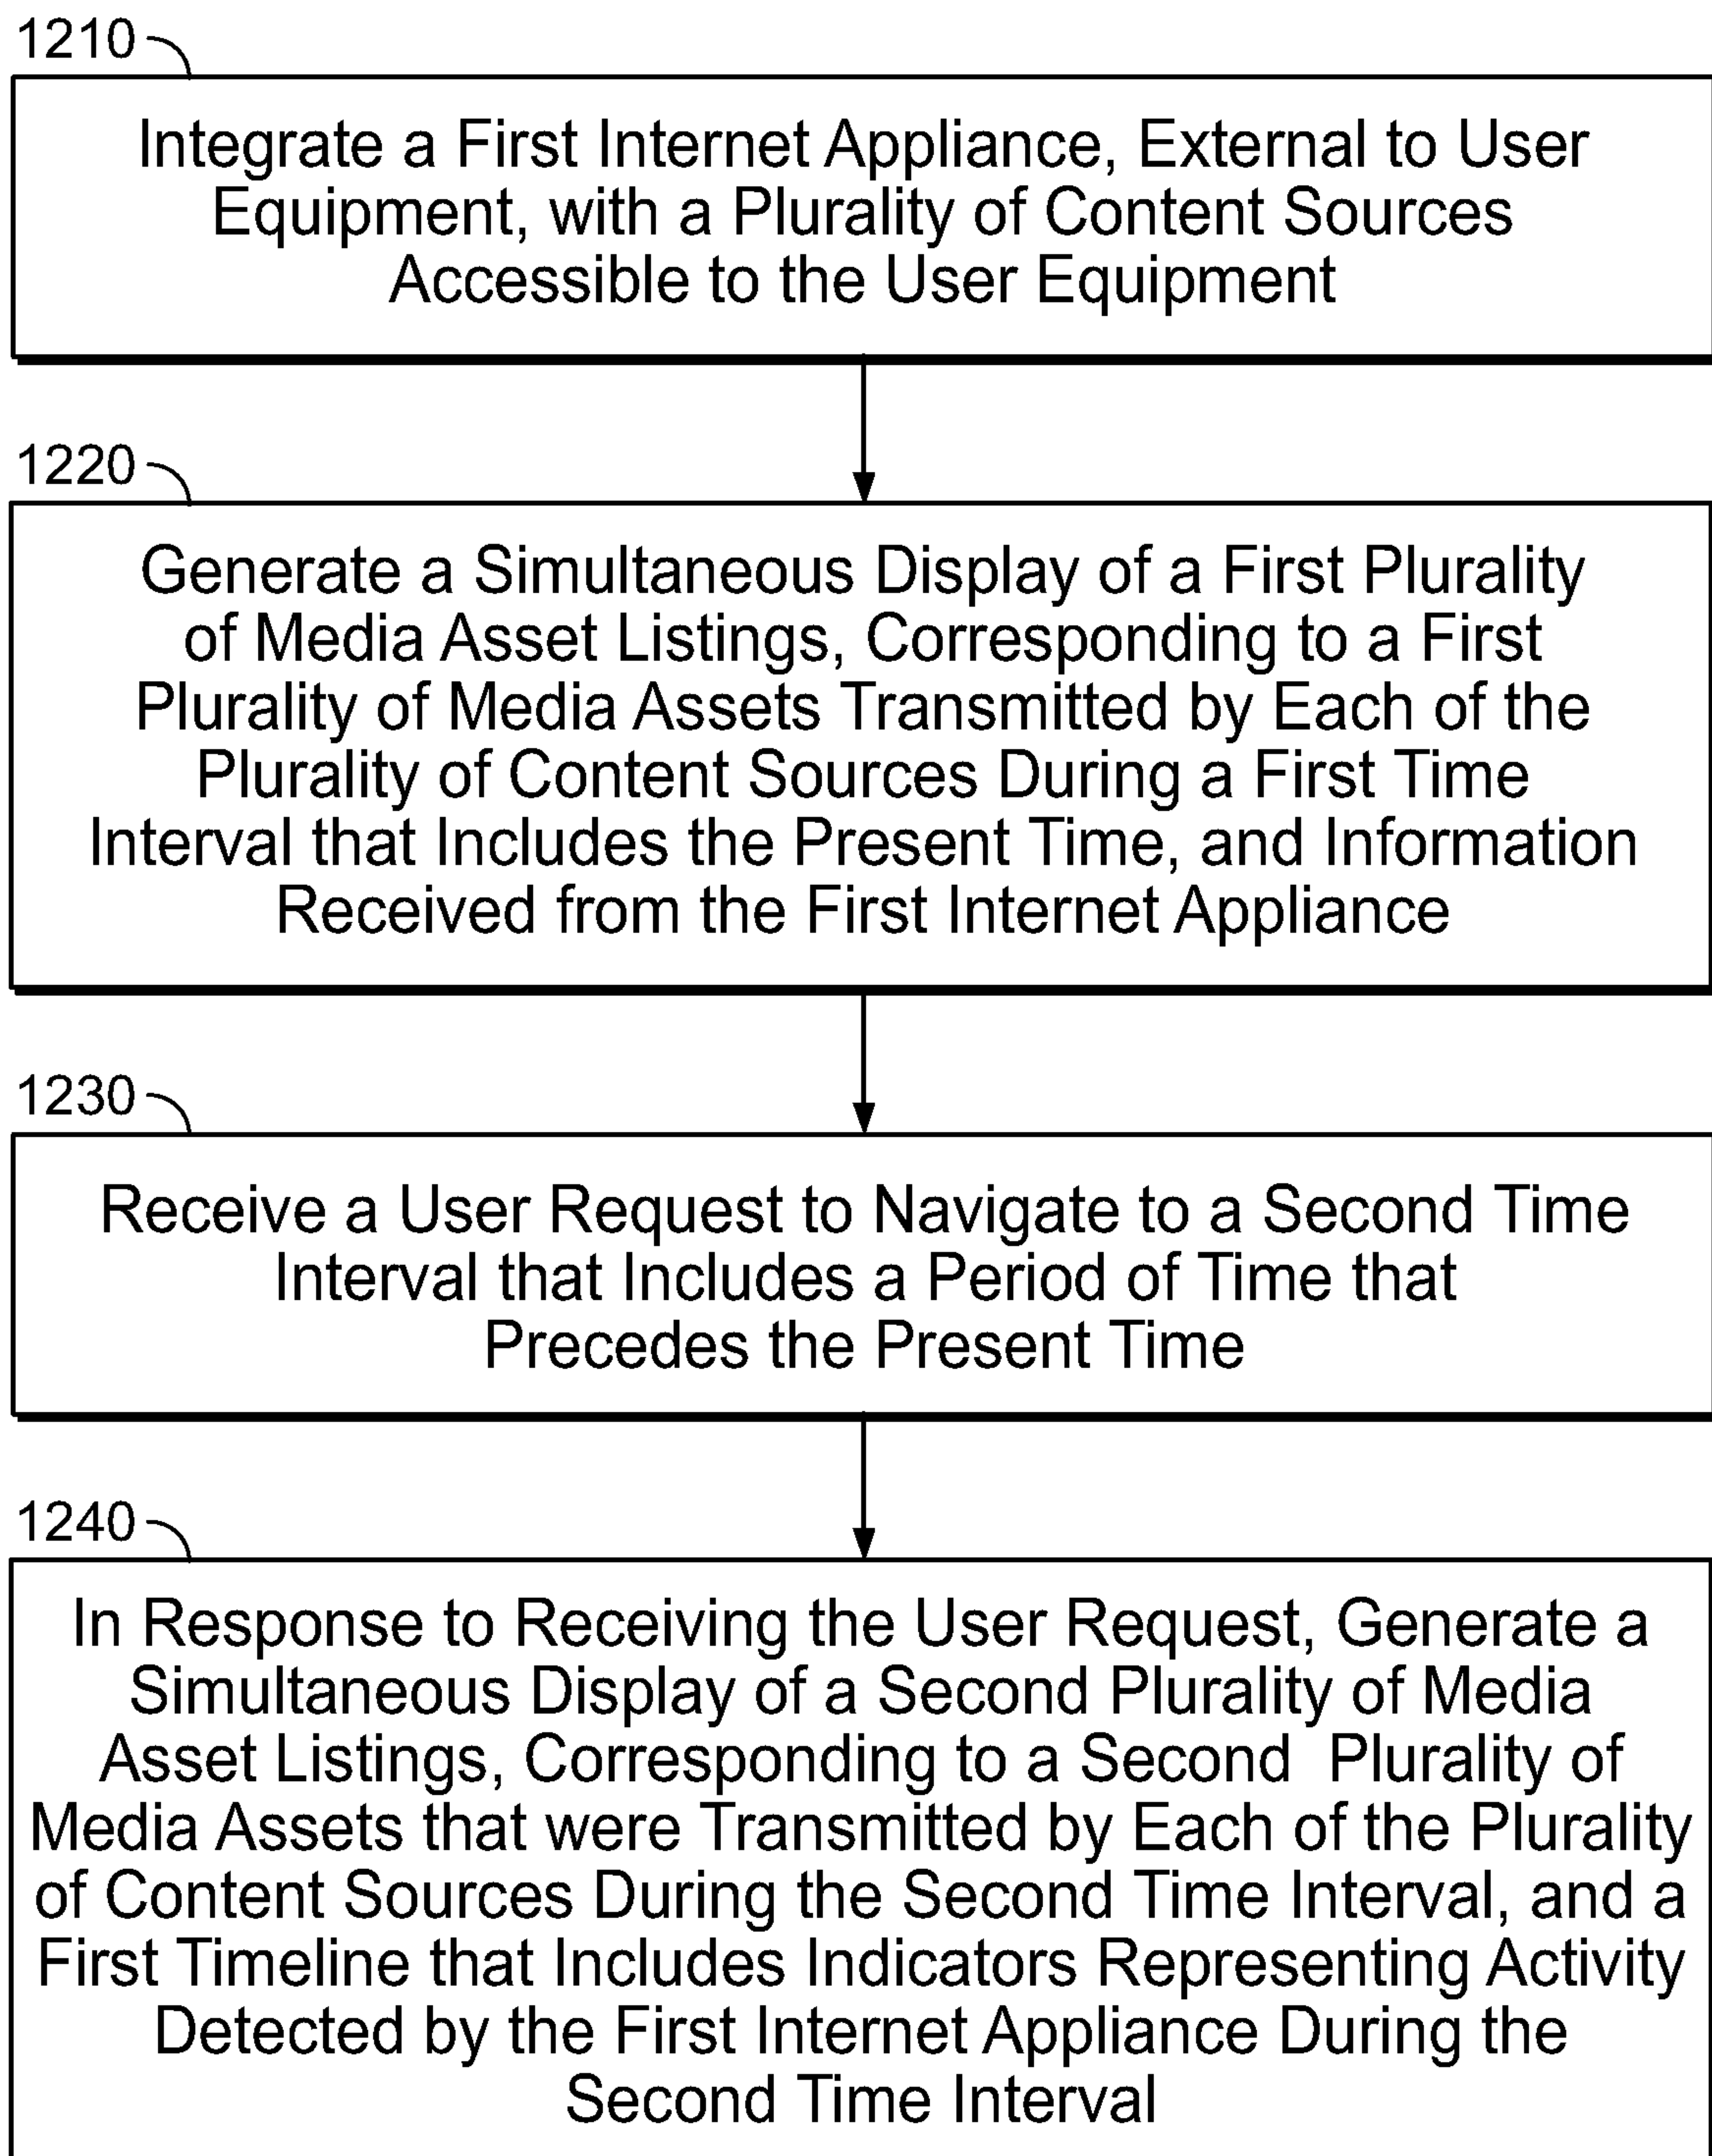 1210
Integrate a First Internet Appliance, External to User
Equipment, with a Plurality of Content Sources
Accessible to the User Equipment
1220
Generate a Simultaneous Display of a First Plurality
of Media Asset Listings, Corresponding to a First
Plurality of Media Assets Transmitted by Each of the
Plurality of Content Sources During a First Time
Interval that Includes the Present Time, and Information
Received from the First Internet Appliance
1230
Receive a User Request to Navigate to a Second Time
Interval that Includes a Period of Time that
Precedes the Present Time
1240
In Response to Receiving the User Request, Generate a
Simultaneous Display of a Second Plurality of Media
Asset Listings, Corresponding to a Second Plurality of
Media Assets that were Transmitted by Each of the Plurality
of Content Sources During the Second Time Interval, and a
First Timeline that Includes Indicators Representing Activity
Detected by the First Internet Appliance During the
Second Time Interval